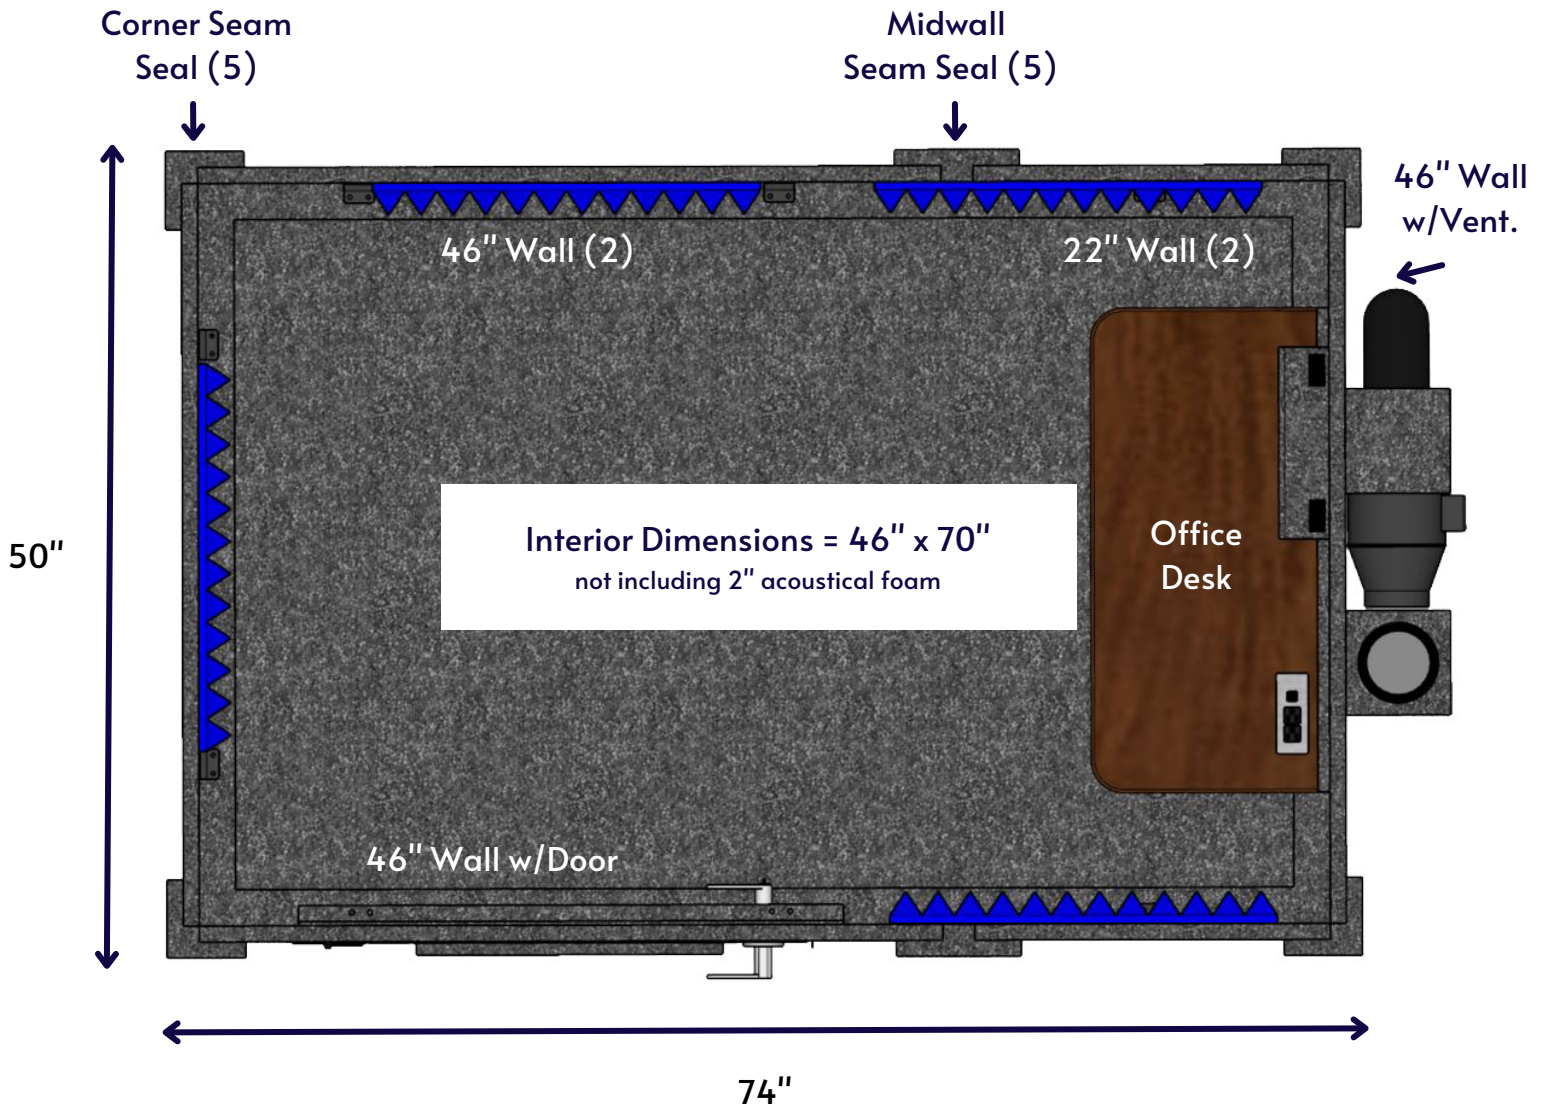 Corner Seam
Seal (5)
Midwall
Seam Seal (5)
46" Wall
w/Vent.
46" Wall (2)
22" Wall (2)
Interior Dimensions = 46" x 70"
not including 2" acoustical foam
Office
Desk
50"
46" Wall w/Door
74"